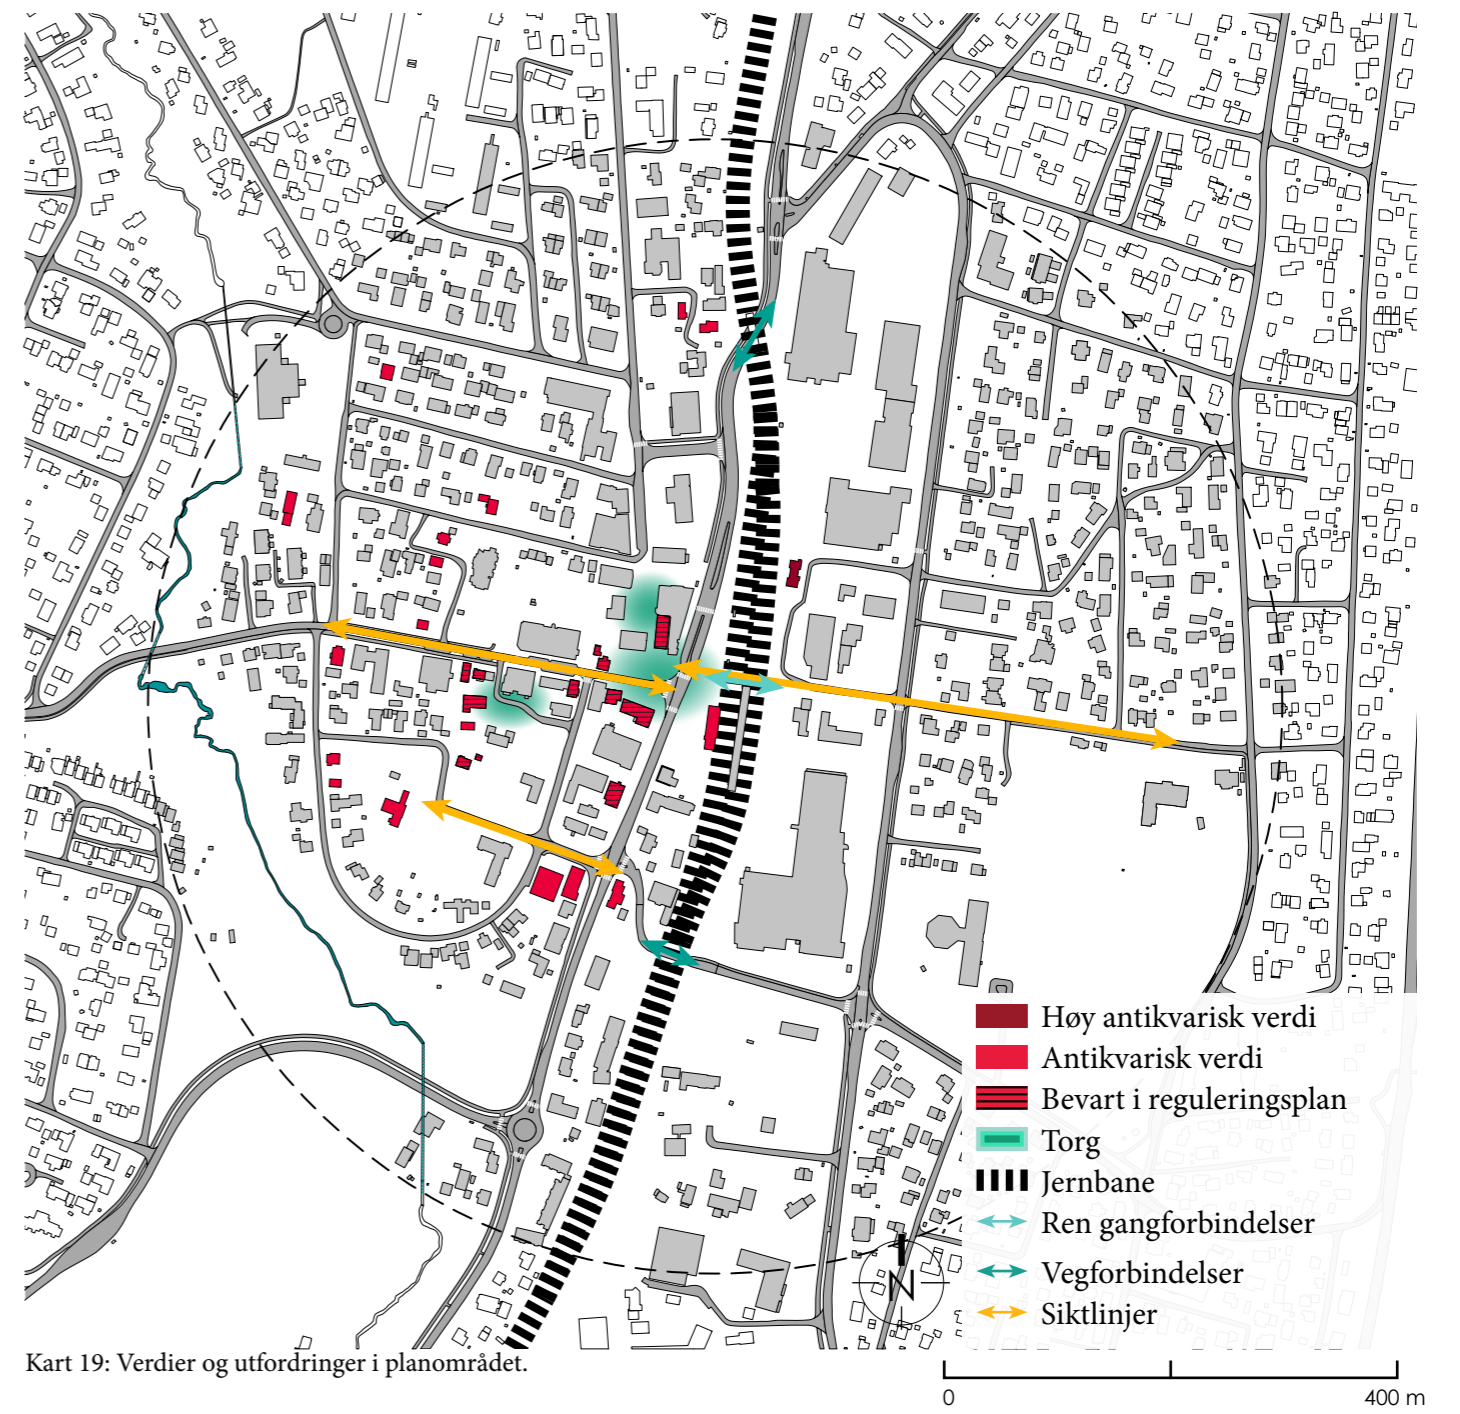 Høy antikvarisk verdi
Antikvarisk verdi
Bevart i reguleringsplan
Torg
Jernbane
Ren gangforbindelser
Vegforbindelser
Siktlinjer
N
Kart 19: Verdier og utfordringer i planområdet.
0 400 m